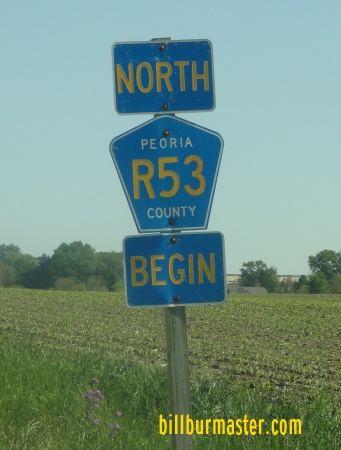 NORTH
PEORIA
R53
COUNTY
BEGIN
billburmaster.com